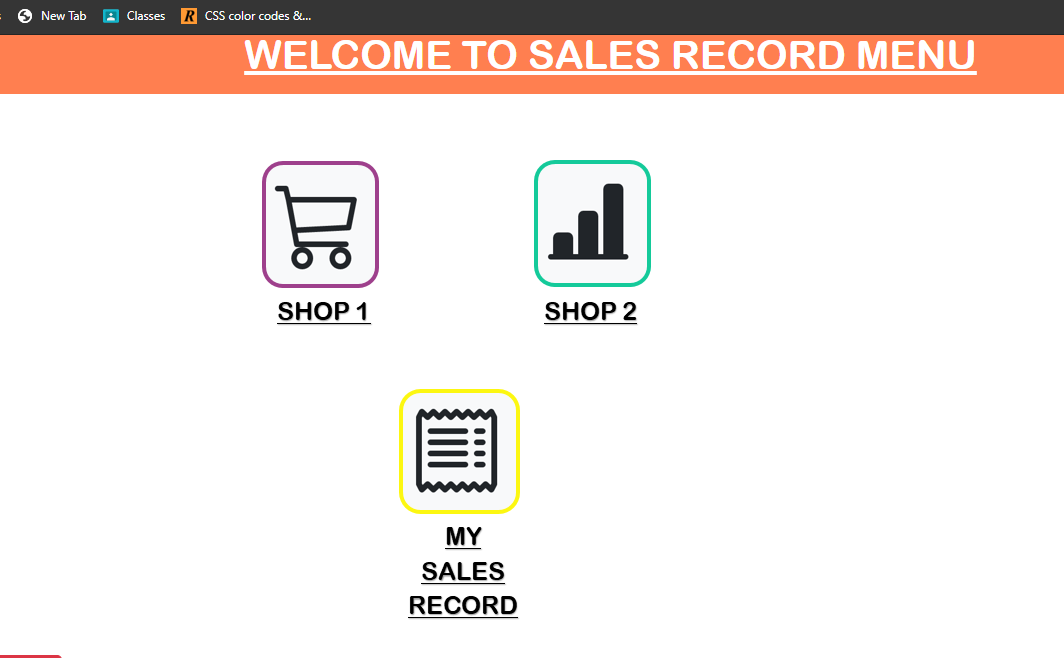 New Tab Classes CSS color codes &...
WELCOME TO SALES RECORD MENU
SHOP 1 SHOP 2
MY
SALES
RECORD